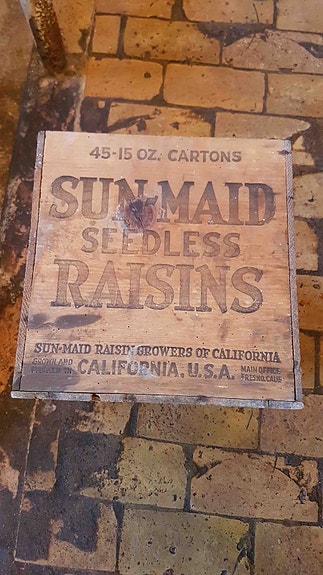 45-15 OZ. CARTONS
SUN-MAID
SEEDLESS
RAISINS
SUN-MAID RAISIN GROWERS OF CALIFORNIA
GROWN AND
PACKED IN CALIFORNIA, U.S.A. MAIN OFFICE
FRESNO, CALIF.